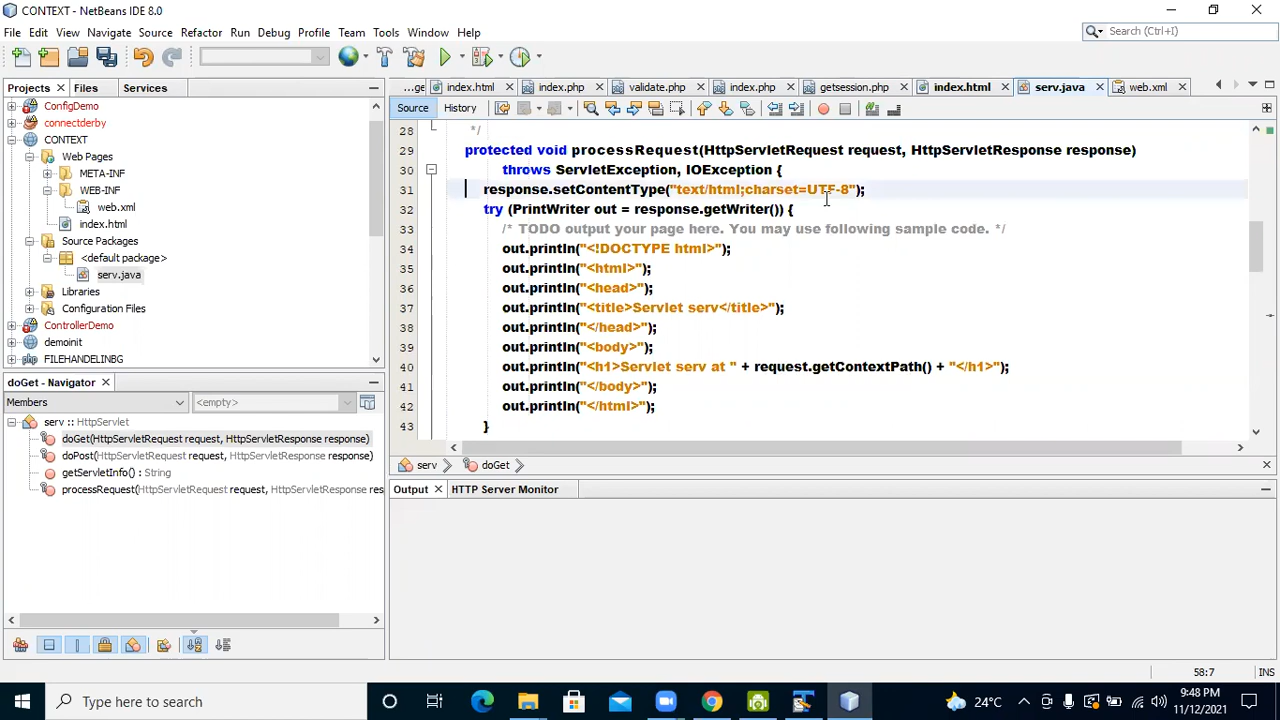 CONTEXT - NetBeans IDE 8.0
File Edit View Navigate Source Refactor Run Debug Profile Team Tools Window Help
Search (Ctrl+I)
Projects Files Services
...ge index.html index.php validate.php index.php getsession.php index.html serv.java web.xml
Source History
ConfigDemo
connectderby
CONTEXT
Web Pages
META-INF
WEB-INF
web.xml
index.html
Source Packages
<default package>
serv.java
Libraries
Configuration Files
ControllerDemo
demoinit
FILEHANDELINBG
28 */
29 protected void processRequest(HttpServletRequest request, HttpServletResponse response)
30 throws ServletException, IOException {
31 response.setContentType("text/html;charset=UTF-8");
32 try (PrintWriter out = response.getWriter()) {
33 /* TODO output your page here. You may use following sample code. */
34 out.println("<!DOCTYPE html>");
35 out.println("<html>");
36 out.println("<head>");
37 out.println("<title>Servlet serv</title>");
38 out.println("</head>");
39 out.println("<body>");
40 out.println("<h1>Servlet serv at " + request.getContextPath() + "</h1>");
41 out.println("</body>");
42 out.println("</html>");
43 }
serv doGet
doGet - Navigator
Members <empty>
serv :: HttpServlet
doGet(HttpServletRequest request, HttpServletResponse response)
doPost(HttpServletRequest request, HttpServletResponse response)
getServletInfo() : String
processRequest(HttpServletRequest request, HttpServletResponse res
Output HTTP Server Monitor
58:7 INS
Type here to search
24°C
9:48 PM
11/12/2021